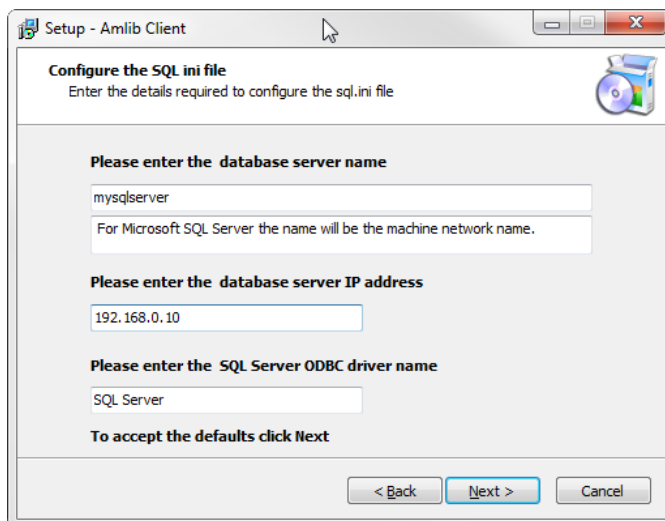 Setup - Amlib Client
Configure the SQL ini file
Enter the details required to configure the sql.ini file
Please enter the  database server name
mysqlserver
For Microsoft SQL Server the name will be the machine network name.
Please enter the  database server IP address
192.168.0.10
Please enter the  SQL Server ODBC driver name
SQL Server
To accept the defaults click Next
< Back
Next >
Cancel